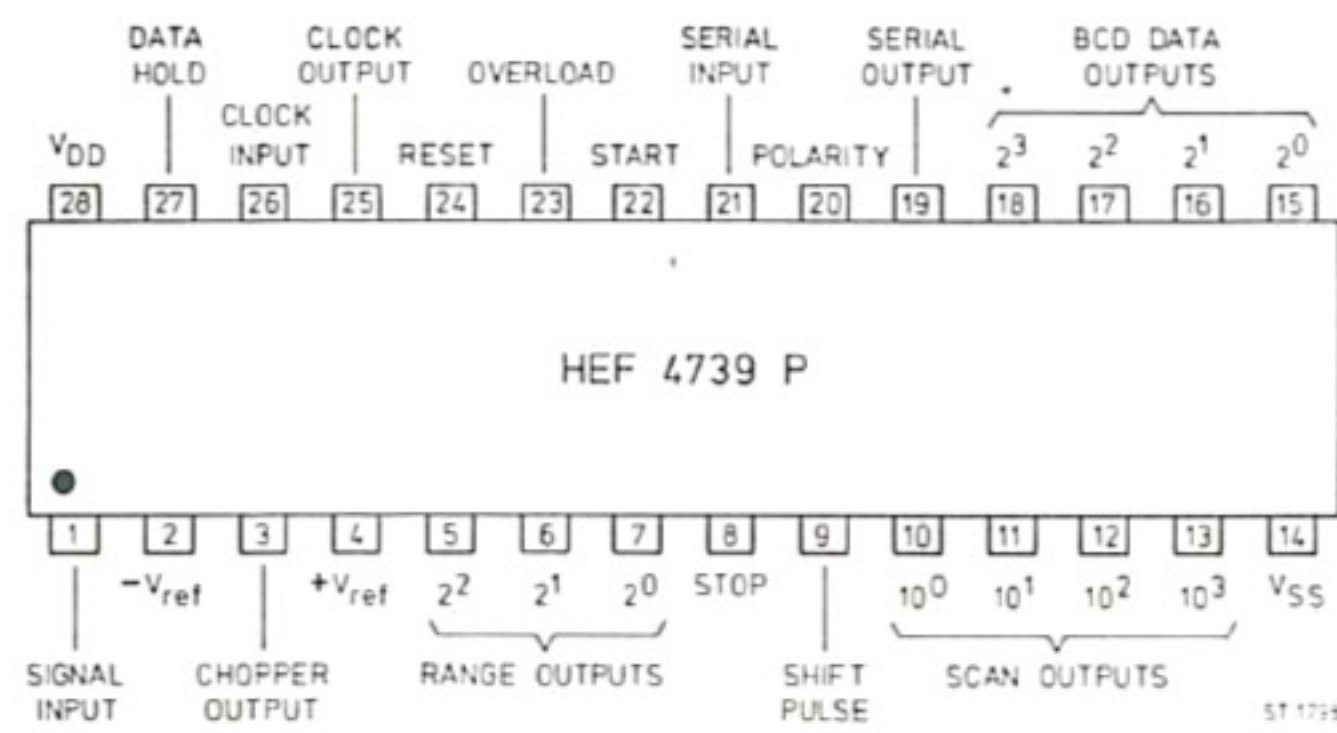 DATA CLOCK SERIAL SERIAL BCD DATA
HOLD OUTPUT OVERLOAD INPUT OUTPUT OUTPUTS
CLOCK
VDD INPUT RESET START POLARITY 2³ 2² 2¹ 2⁰
28 27 26 25 24 23 22 21 20 19 18 17 16 15
HEF 4739 P
1 2 3 4 5 6 7 8 9 10 11 12 13 14
-Vref +Vref 2² 2¹ 2⁰ STOP 10⁰ 10¹ 10² 10³ VSS
SIGNAL CHOPPER RANGE OUTPUTS SHIFT SCAN OUTPUTS
INPUT OUTPUT PULSE